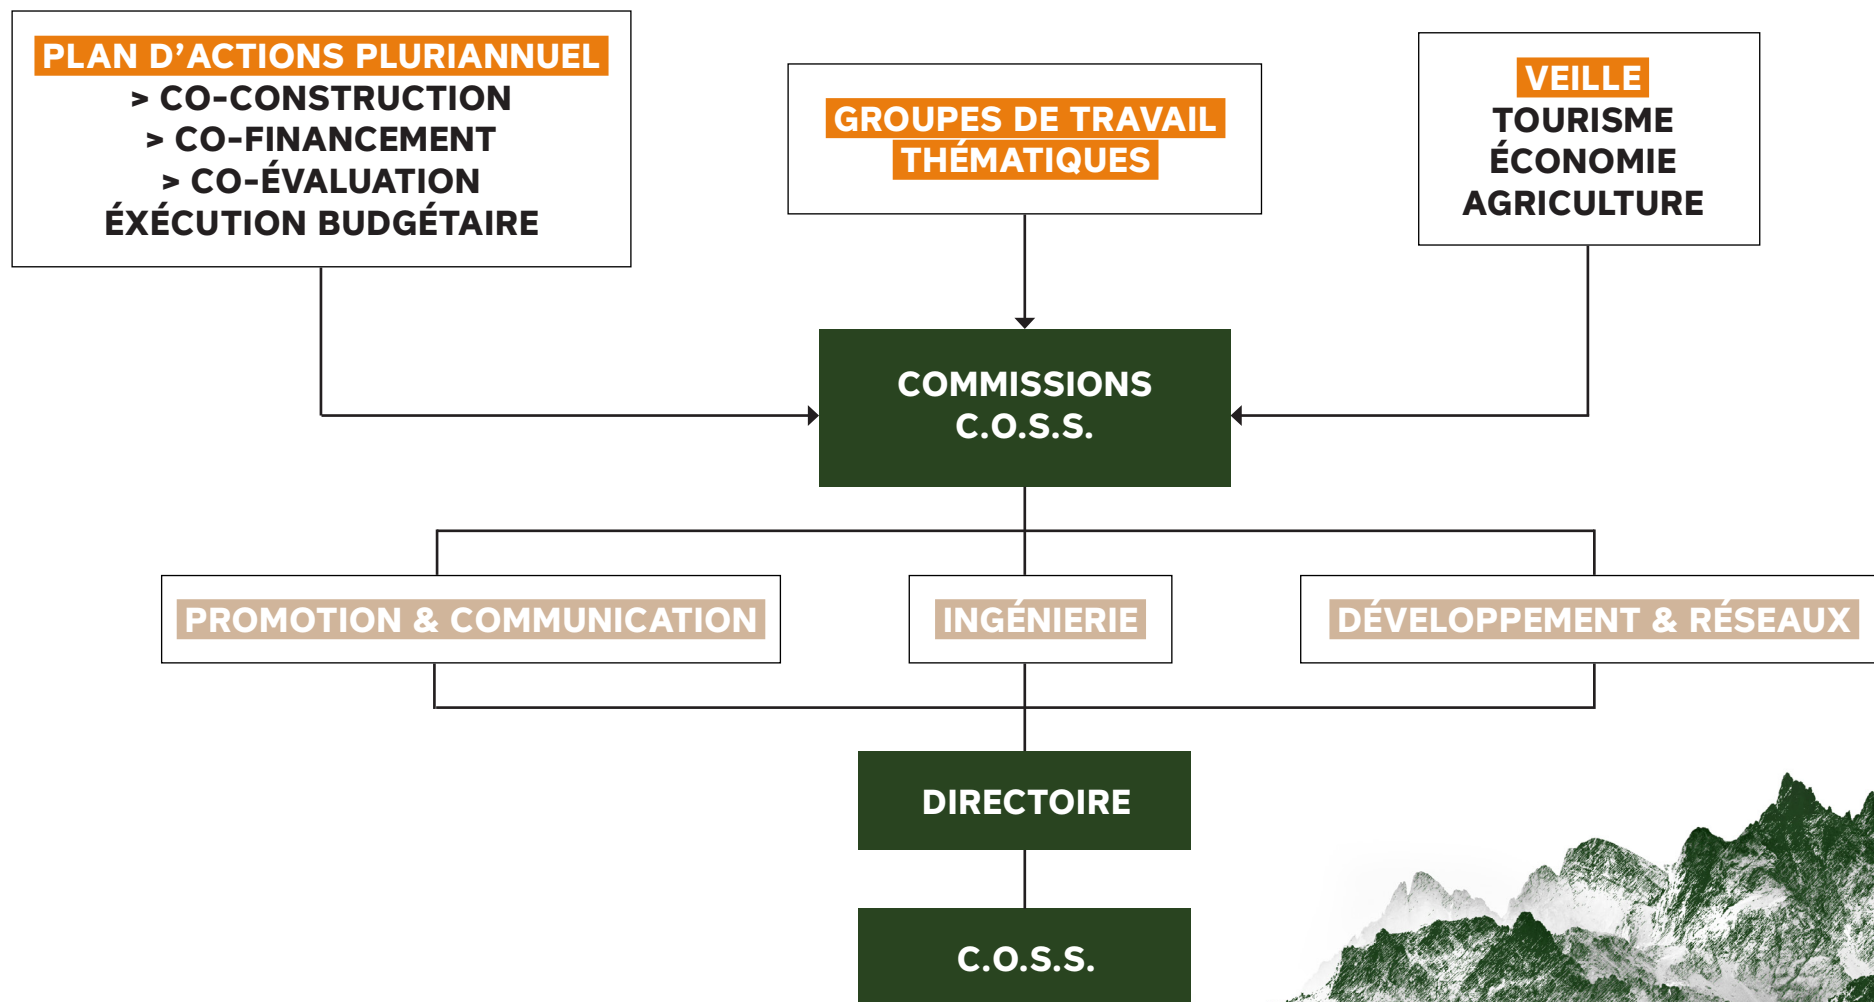 PLAN D’ACTIONS PLURIANNUEL
> CO-CONSTRUCTION
> CO-FINANCEMENT
> CO-ÉVALUATION
ÉXÉCUTION BUDGÉTAIRE
GROUPES DE TRAVAIL
THÉMATIQUES
VEILLE
TOURISME
ÉCONOMIE
AGRICULTURE
COMMISSIONS
C.O.S.S.
PROMOTION & COMMUNICATION
INGÉNIERIE
DÉVELOPPEMENT & RÉSEAUX
DIRECTOIRE
C.O.S.S.